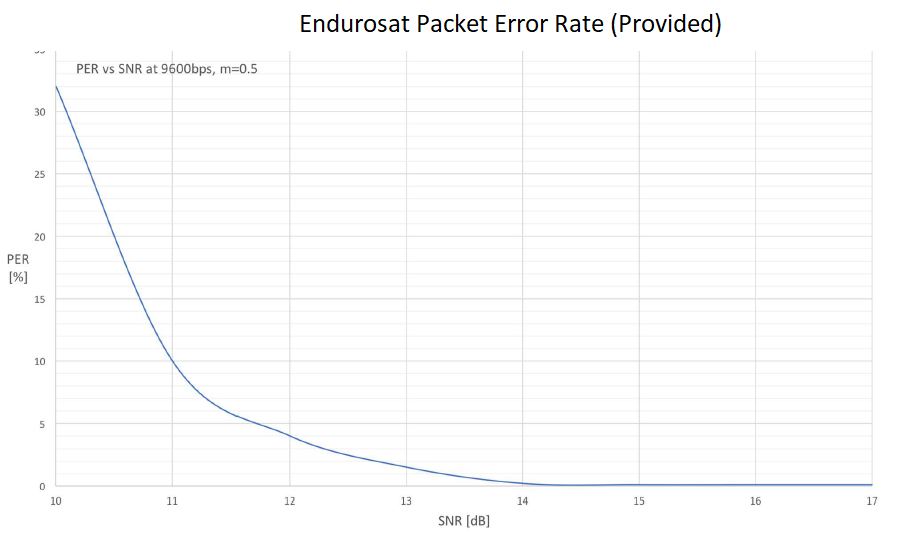 Endurosat Packet Error Rate (Provided)
PER vs SNR at 9600bps, m=0.5
30
25
20
PER
[%]
15
10
5
0
10 11 12 13 14 15 16 17
SNR [dB]